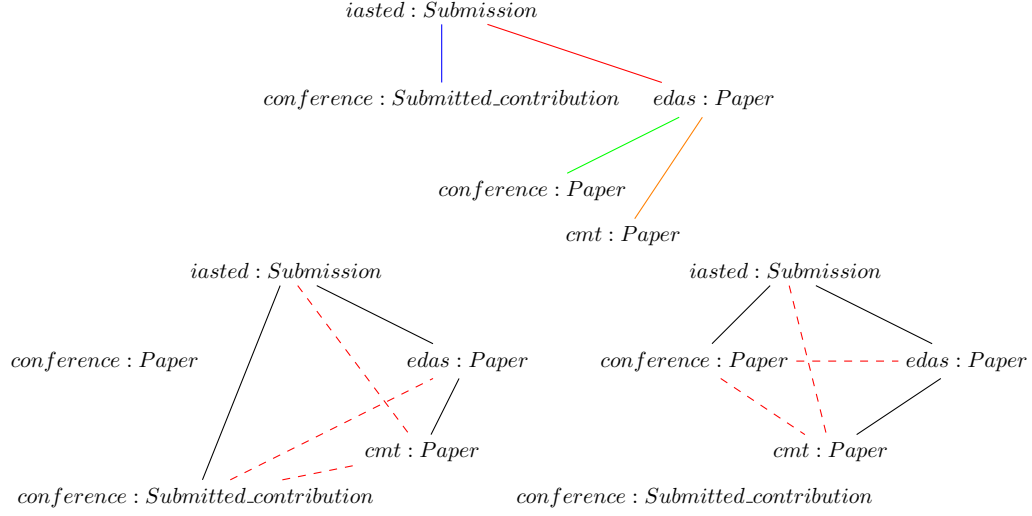 iasted : Submission
conference : Submitted_contribution edas : Paper
conference : Paper
cmt : Paper
iasted : Submission iasted : Submission
conference : Paper edas : Paper conference : Paper edas : Paper
cmt : Paper cmt : Paper
conference : Submitted_contribution conference : Submitted_contribution